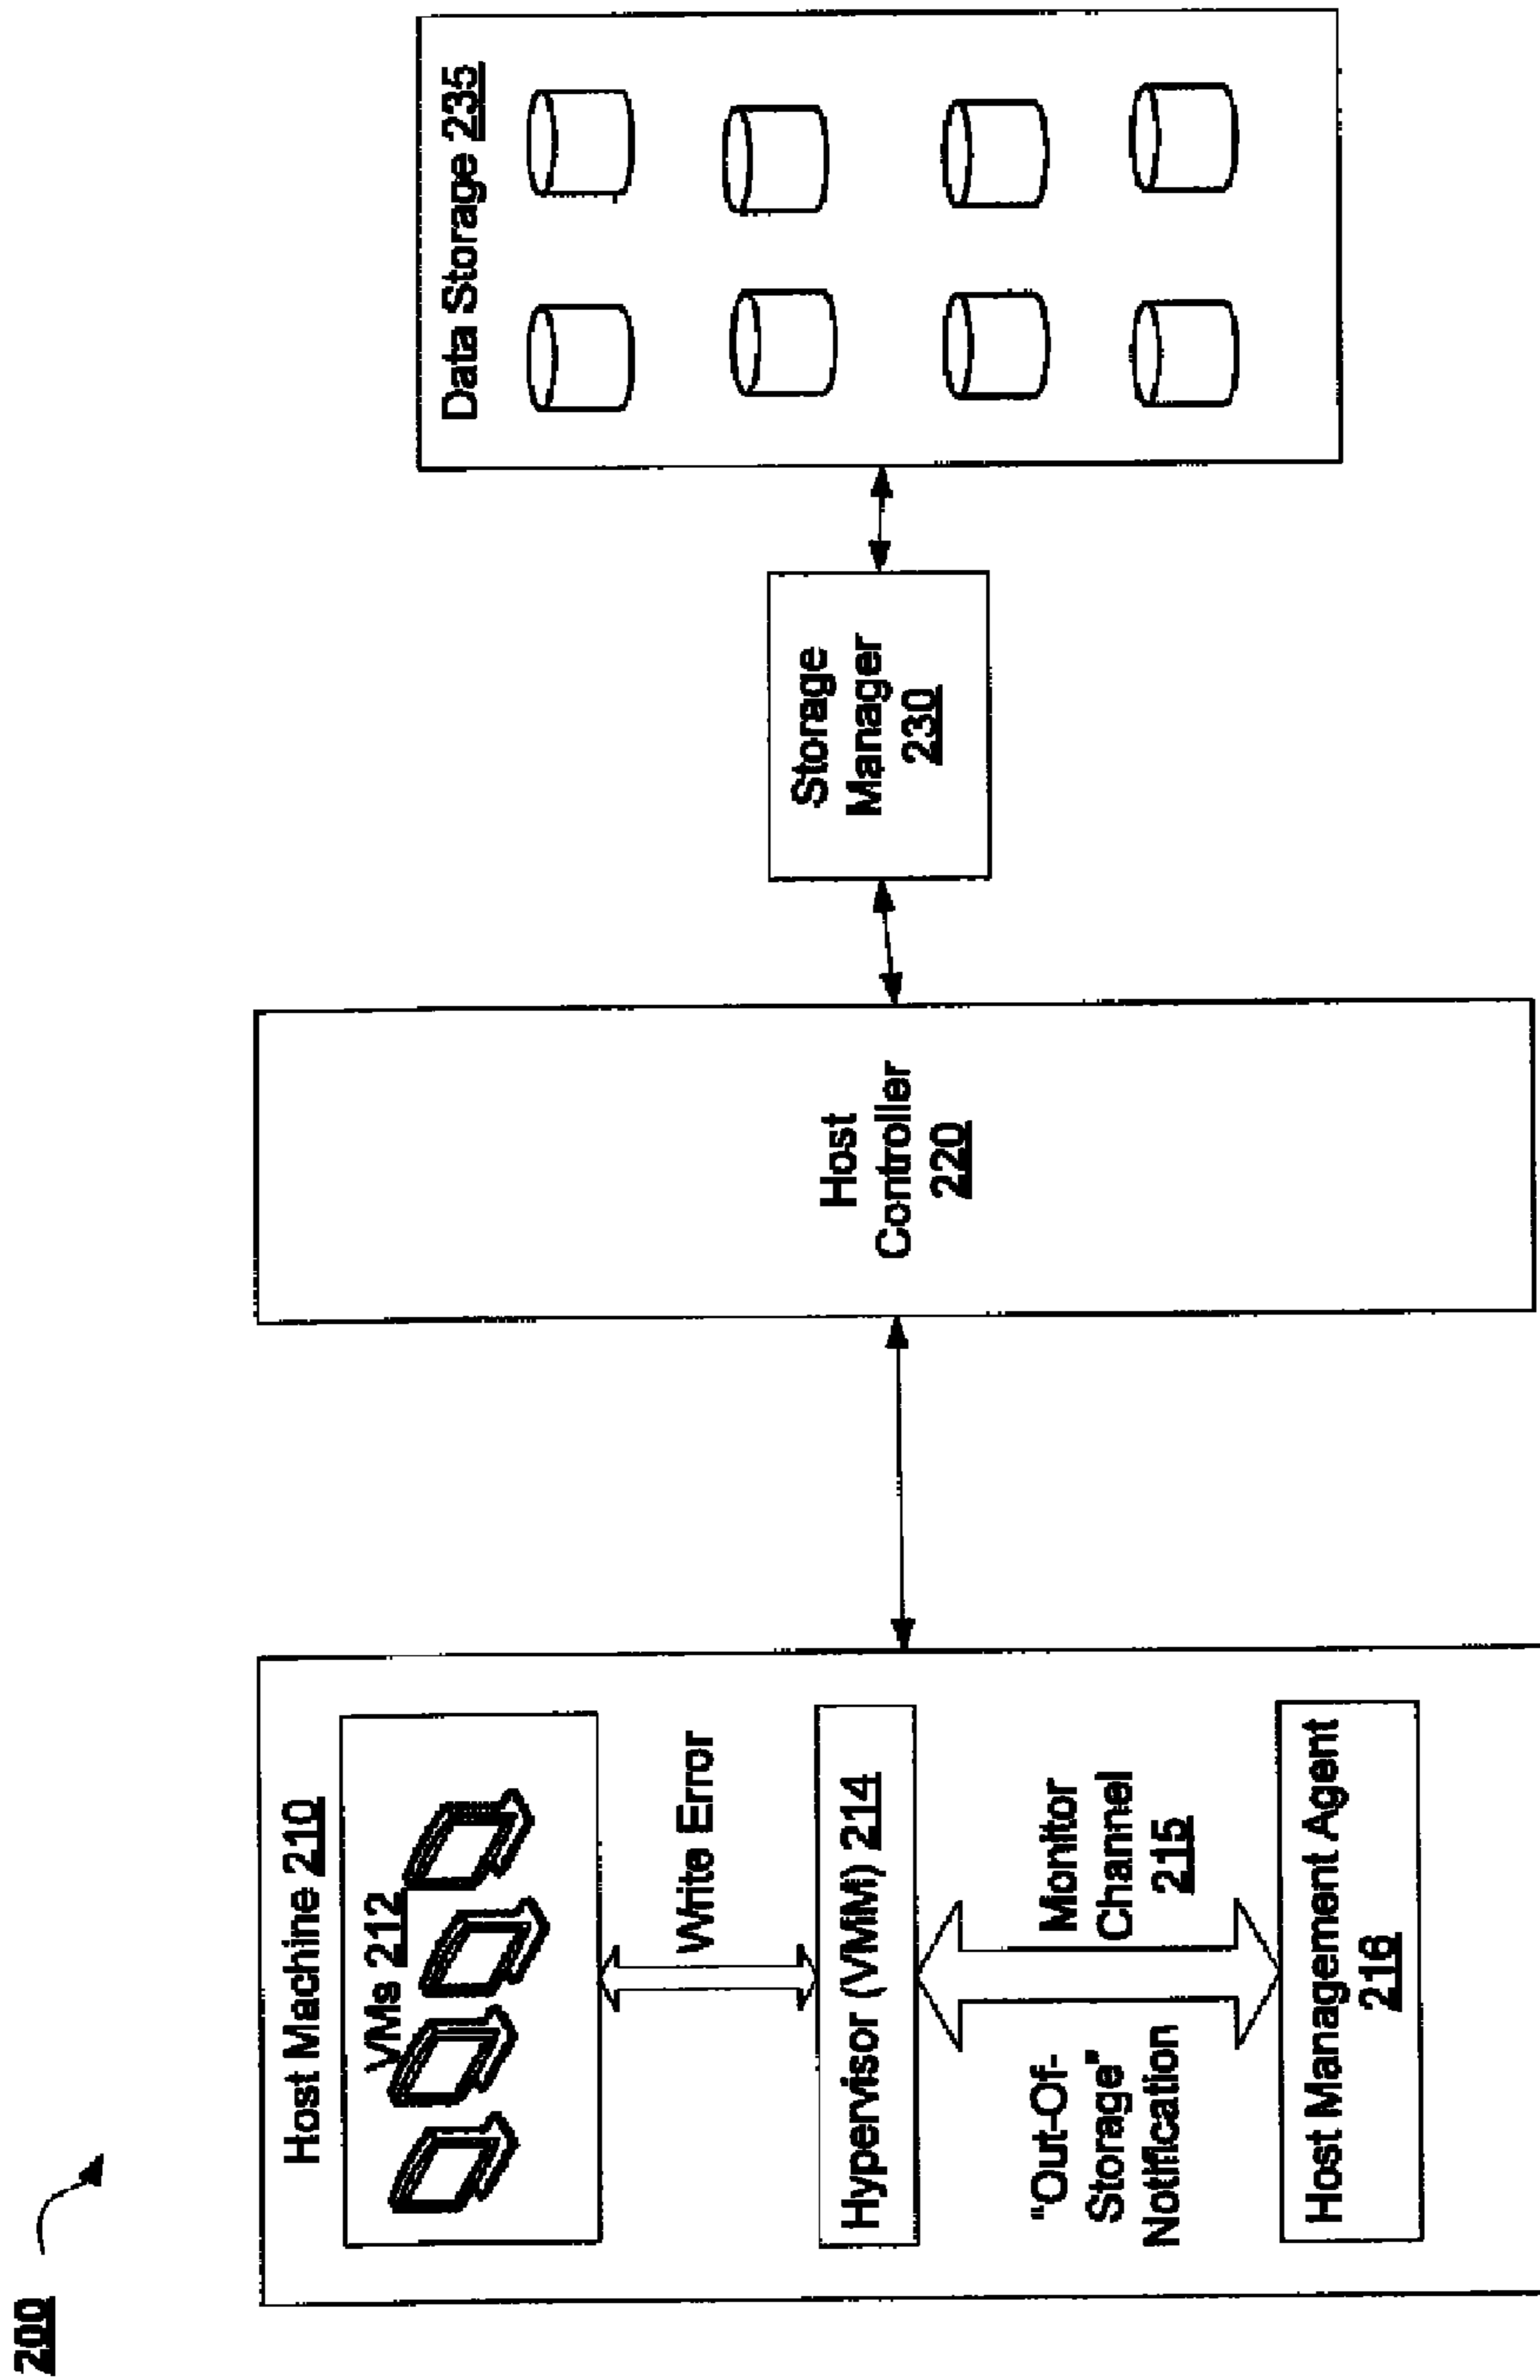 200
Host Machine 210
VMs 212
Write Error
Hypervisor (VMM) 214
"Out-Of-
Storage"
Notification
Monitor
Channel
215
Host Management Agent
216
Host
Controller
220
Storage
Manager
230
Data Storage 235